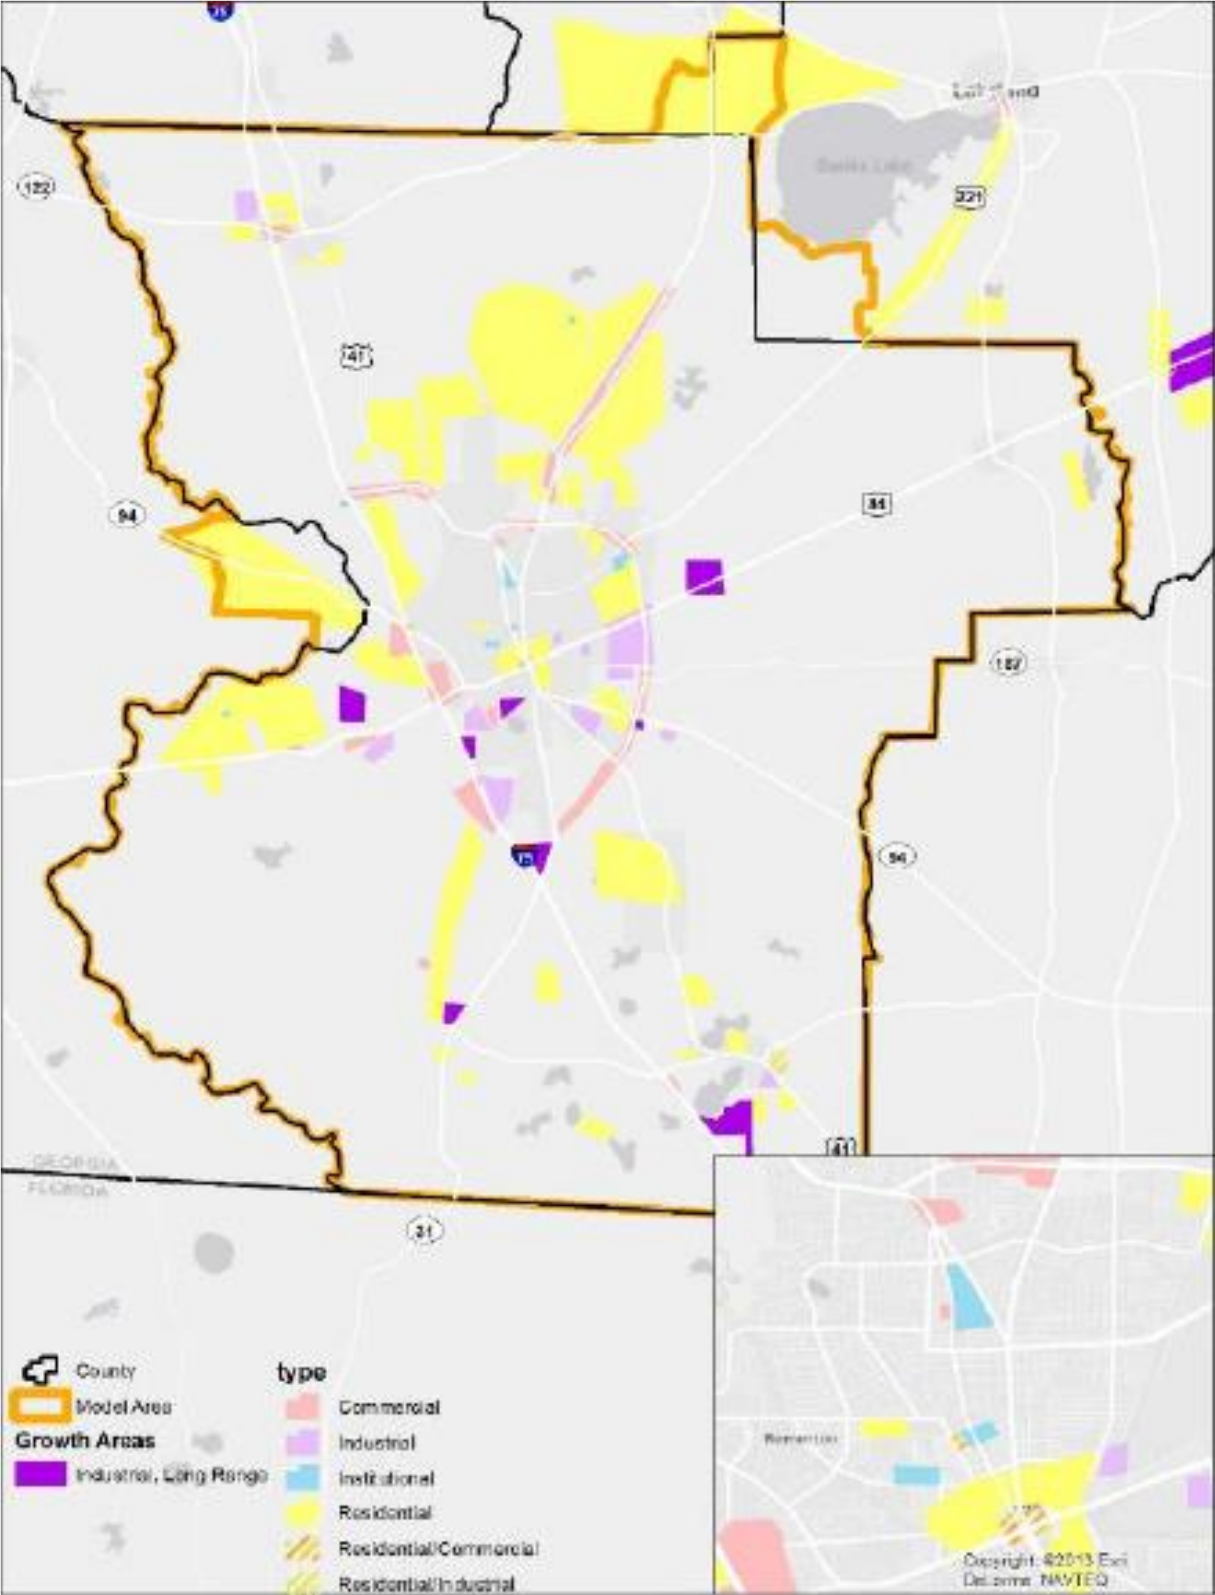 75
122
221
41
94
84
187
75
94
41
GEORGIA
FLORIDA
31
County
Model Area
Growth Areas
Industrial, Long Range
type
Commercial
Industrial
Institutional
Residential
Residential/Commercial
Residential/Industrial
Copyright: ©2013 Esri
DeLorme NAVTEQ